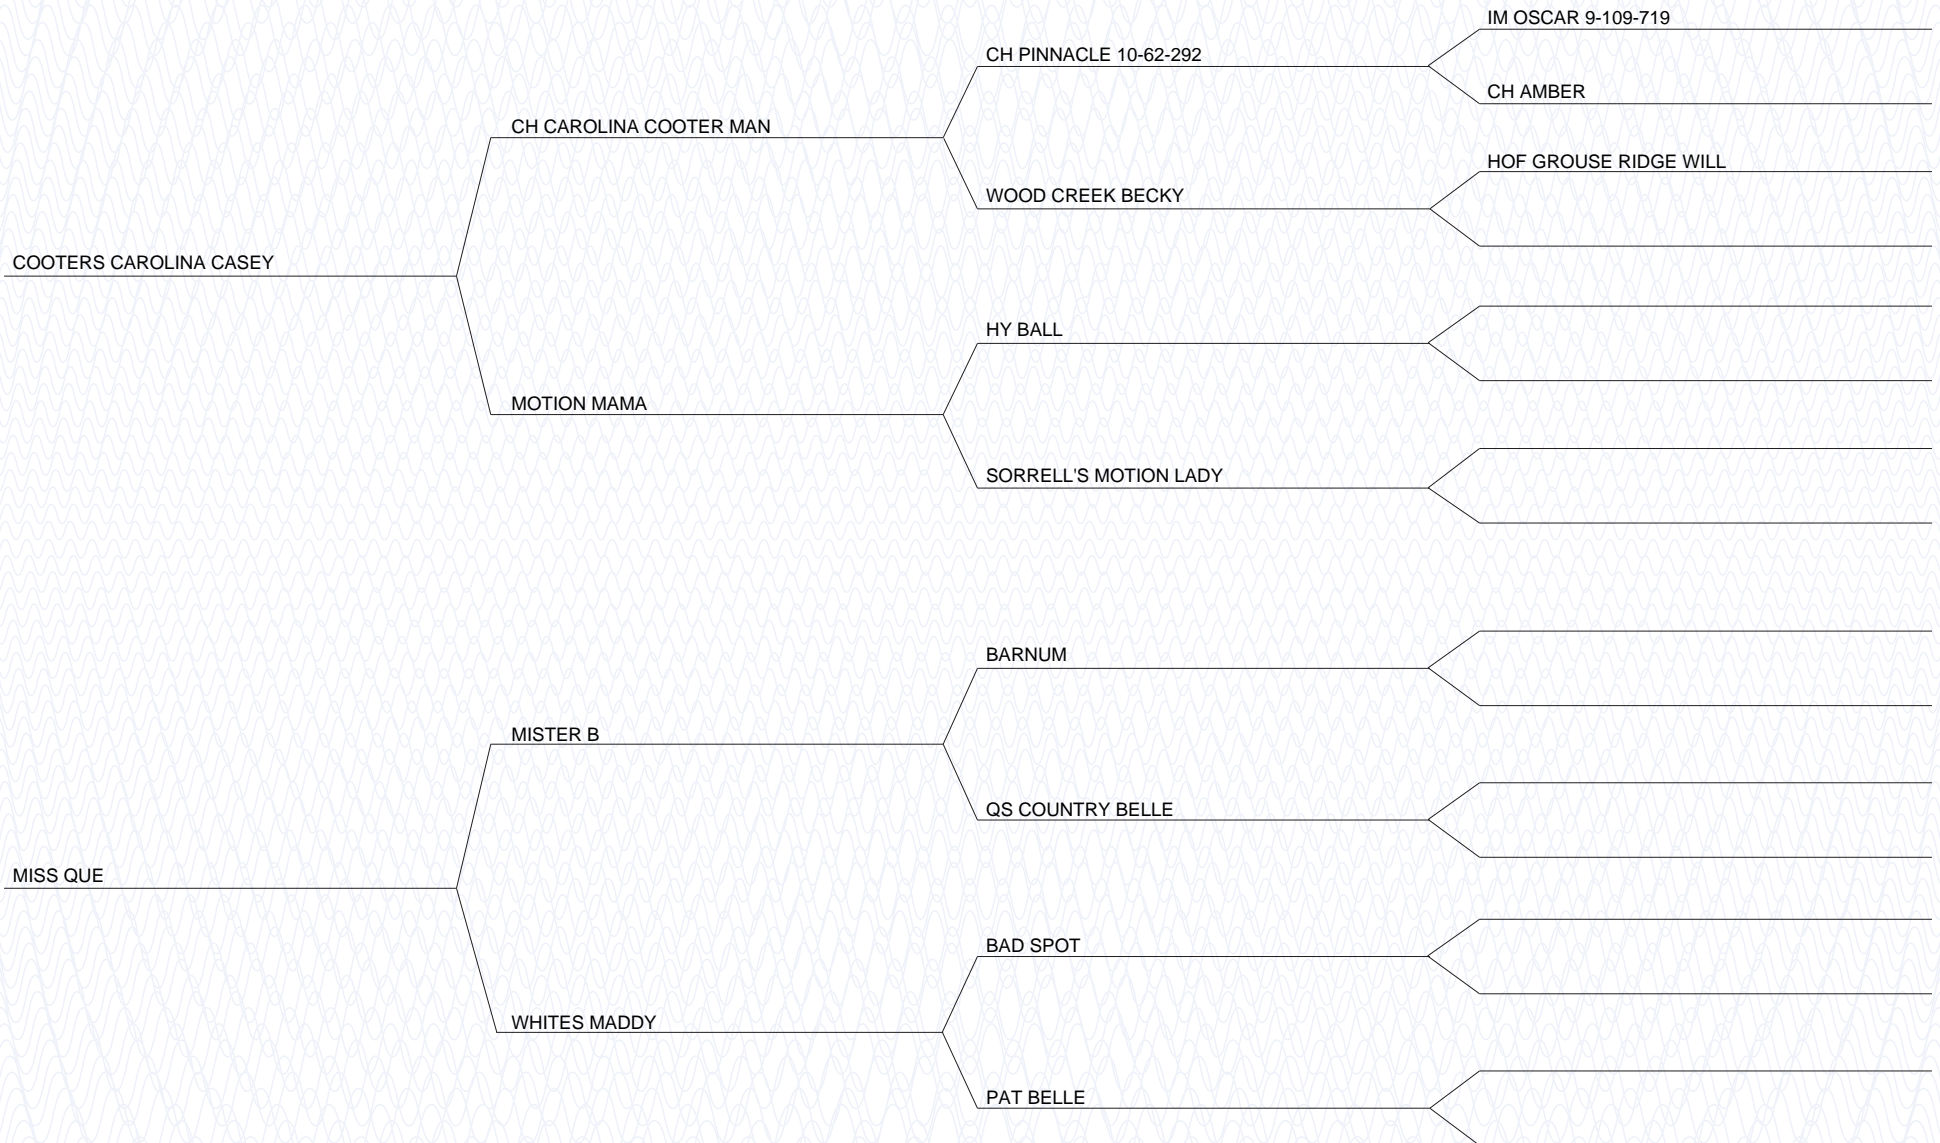 IM OSCAR 9-109-719
CH PINNACLE 10-62-292
CH AMBER
CH CAROLINA COOTER MAN
HOF GROUSE RIDGE WILL
WOOD CREEK BECKY
COOTERS CAROLINA CASEY
HY BALL
MOTION MAMA
SORRELL'S MOTION LADY
BARNUM
MISTER B
QS COUNTRY BELLE
MISS QUE
BAD SPOT
WHITES MADDY
PAT BELLE